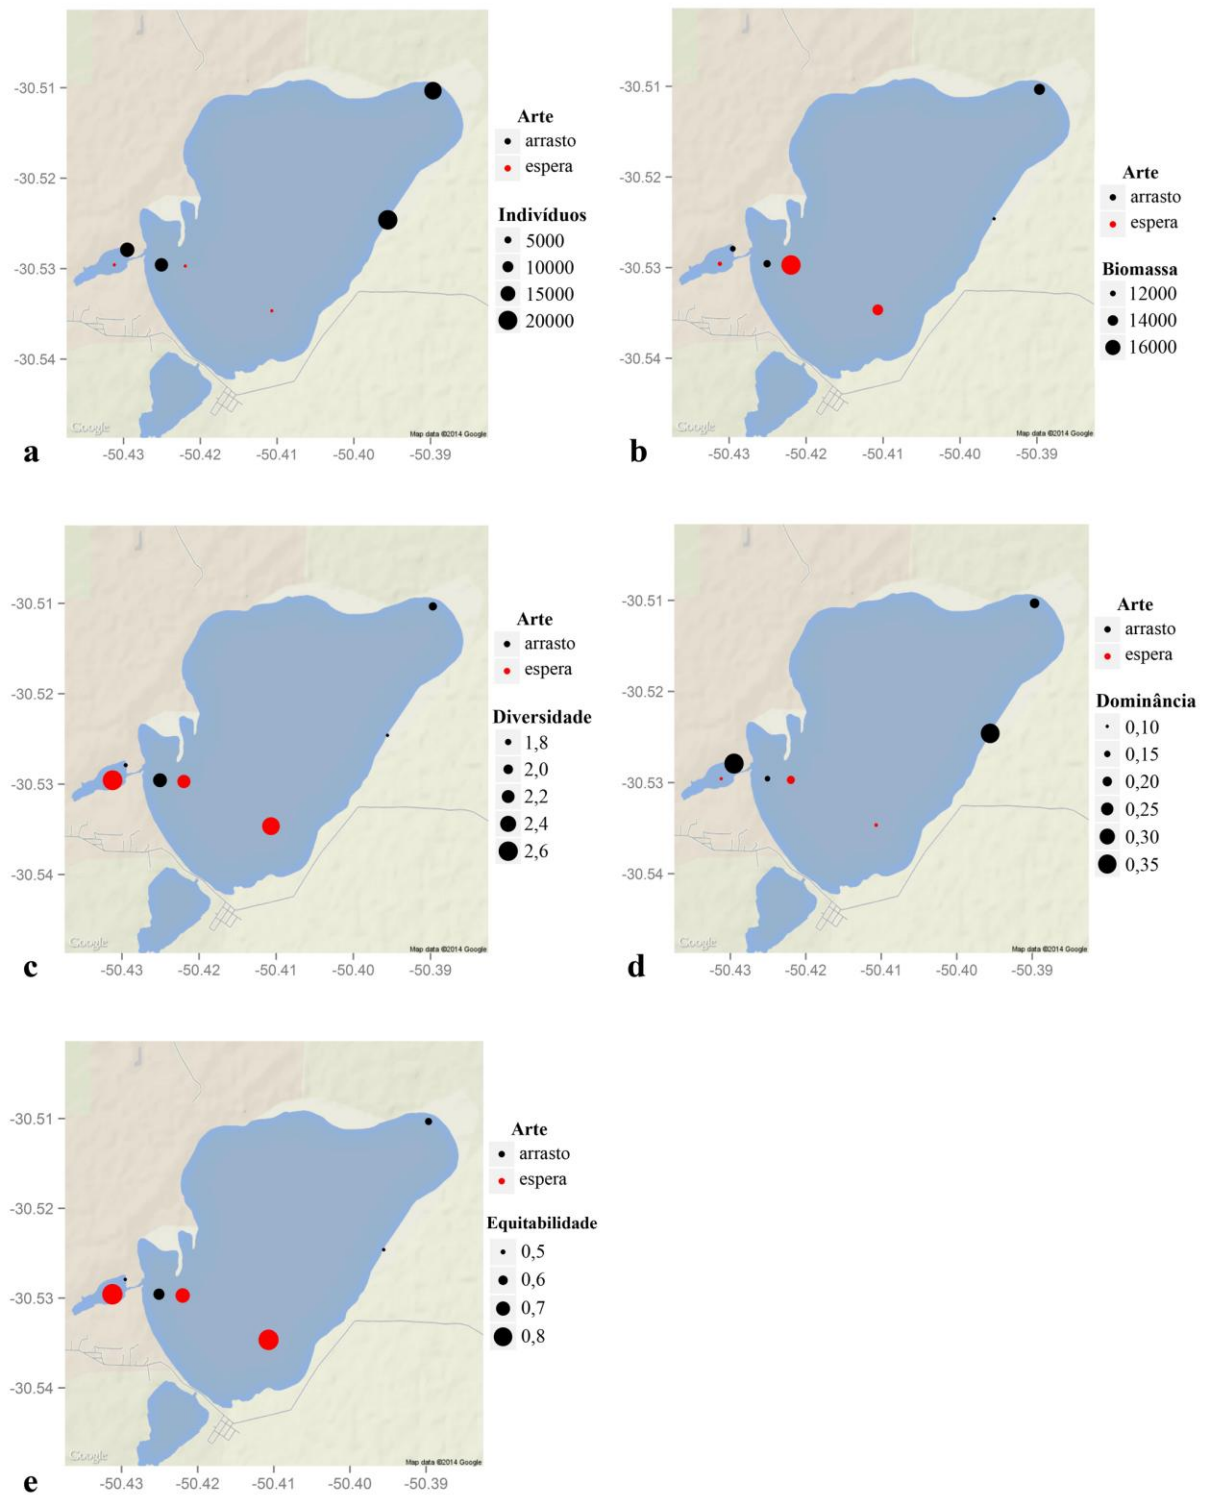 -30.51
-30.52
-30.53
-30.54
Arte
arrasto
espera
Indivíduos
5000
10000
15000
20000
Google
Map data ©2014 Google
-50.43 -50.42 -50.41 -50.40 -50.39
a
-30.51
-30.52
-30.53
-30.54
Arte
arrasto
espera
Biomassa
12000
14000
16000
Google
Map data ©2014 Google
-50.43 -50.42 -50.41 -50.40 -50.39
b
-30.51
-30.52
-30.53
-30.54
Arte
arrasto
espera
Diversidade
1,8
2,0
2,2
2,4
2,6
Google
Map data ©2014 Google
-50.43 -50.42 -50.41 -50.40 -50.39
c
-30.51
-30.52
-30.53
-30.54
Arte
arrasto
espera
Dominância
0,10
0,15
0,20
0,25
0,30
0,35
Google
Map data ©2014 Google
-50.43 -50.42 -50.41 -50.40 -50.39
d
-30.51
-30.52
-30.53
-30.54
Arte
arrasto
espera
Equitabilidade
0,5
0,6
0,7
0,8
Google
Map data ©2014 Google
-50.43 -50.42 -50.41 -50.40 -50.39
e